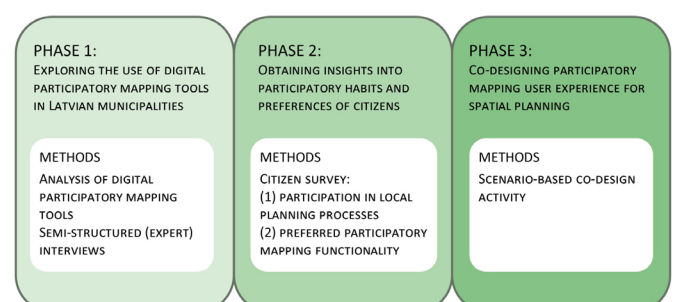 PHASE 1:
EXPLORING THE USE OF DIGITAL
PARTICIPATORY MAPPING TOOLS
IN LATVIAN MUNICIPALITIES
METHODS
ANALYSIS OF DIGITAL
PARTICIPATORY MAPPING
TOOLS
SEMI-STRUCTURED (EXPERT)
INTERVIEWS
PHASE 2:
OBTAINING INSIGHTS INTO
PARTICIPATORY HABITS AND
PREFERENCES OF CITIZENS
METHODS
CITIZEN SURVEY:
(1) PARTICIPATION IN LOCAL
PLANNING PROCESSES
(2) PREFERRED PARTICIPATORY
MAPPING FUNCTIONALITY
PHASE 3:
CO-DESIGNING PARTICIPATORY
MAPPING USER EXPERIENCE FOR
SPATIAL PLANNING
METHODS
SCENARIO-BASED CO-DESIGN
ACTIVITY